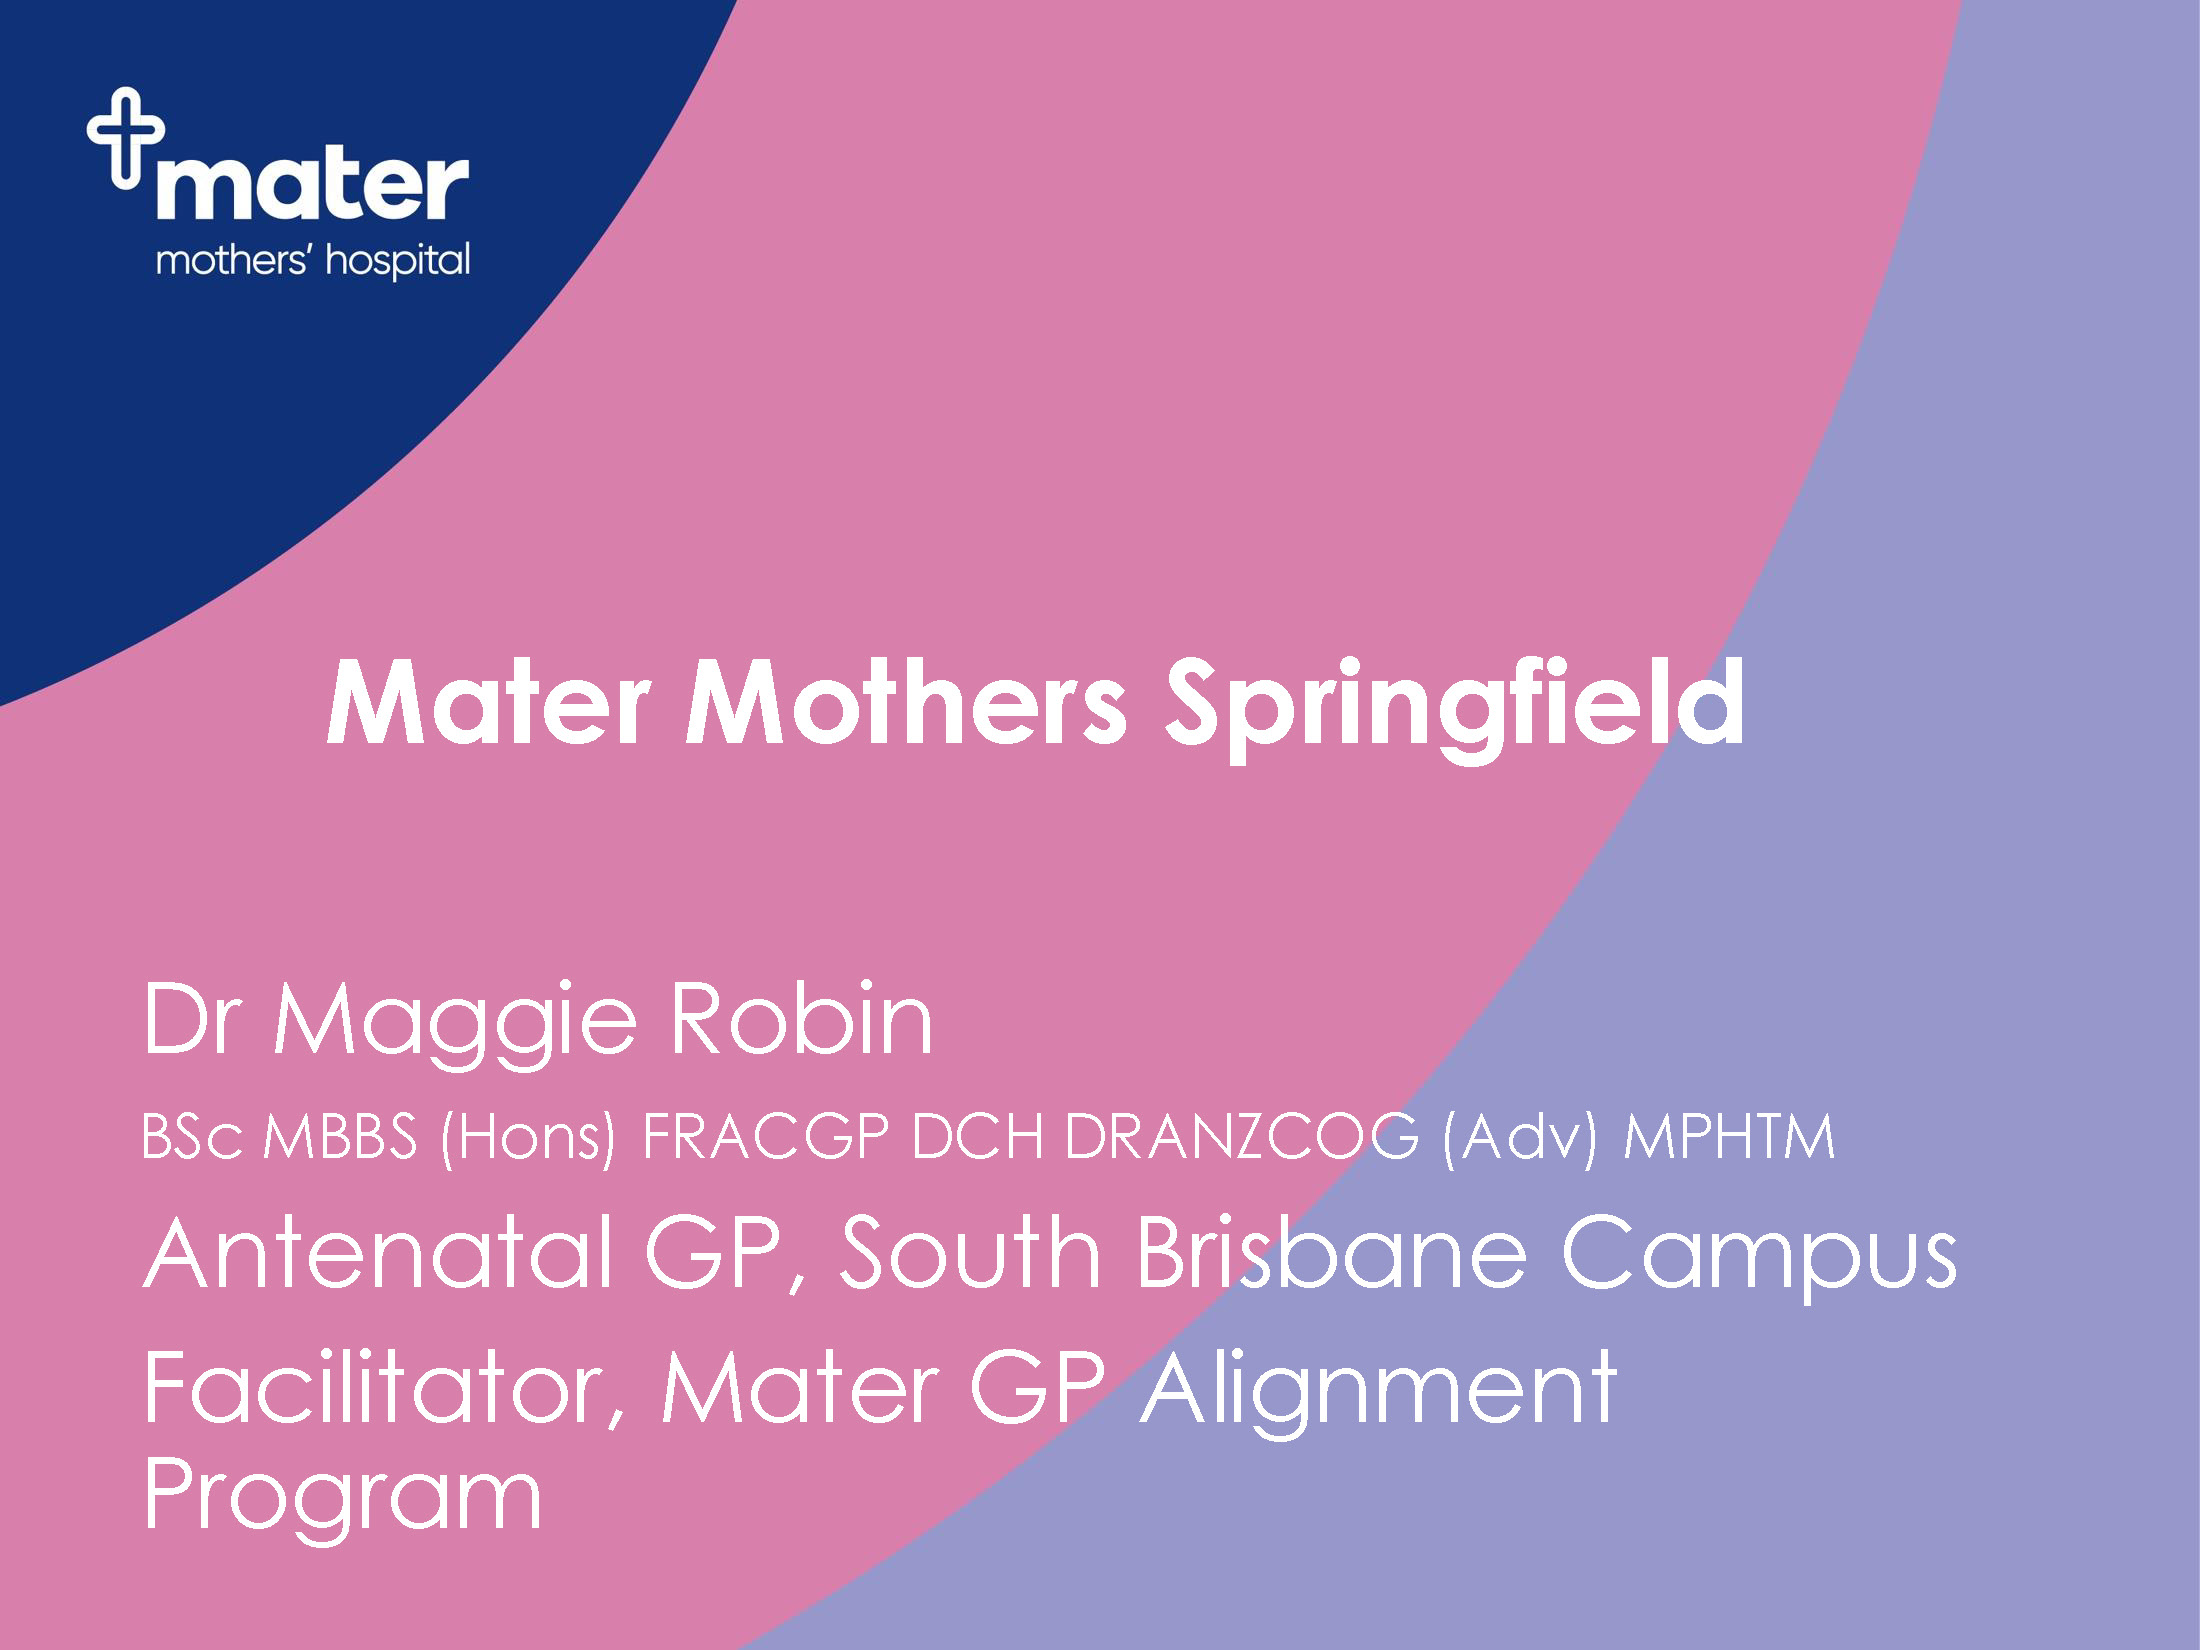 mater
mothers’ hospital
Mater Mothers Springfield
Dr Maggie Robin
BSc MBBS (Hons) FRACGP DCH DRANZCOG (Adv) MPHTM
Antenatal GP, South Brisbane Campus
Facilitator, Mater GP Alignment
Program